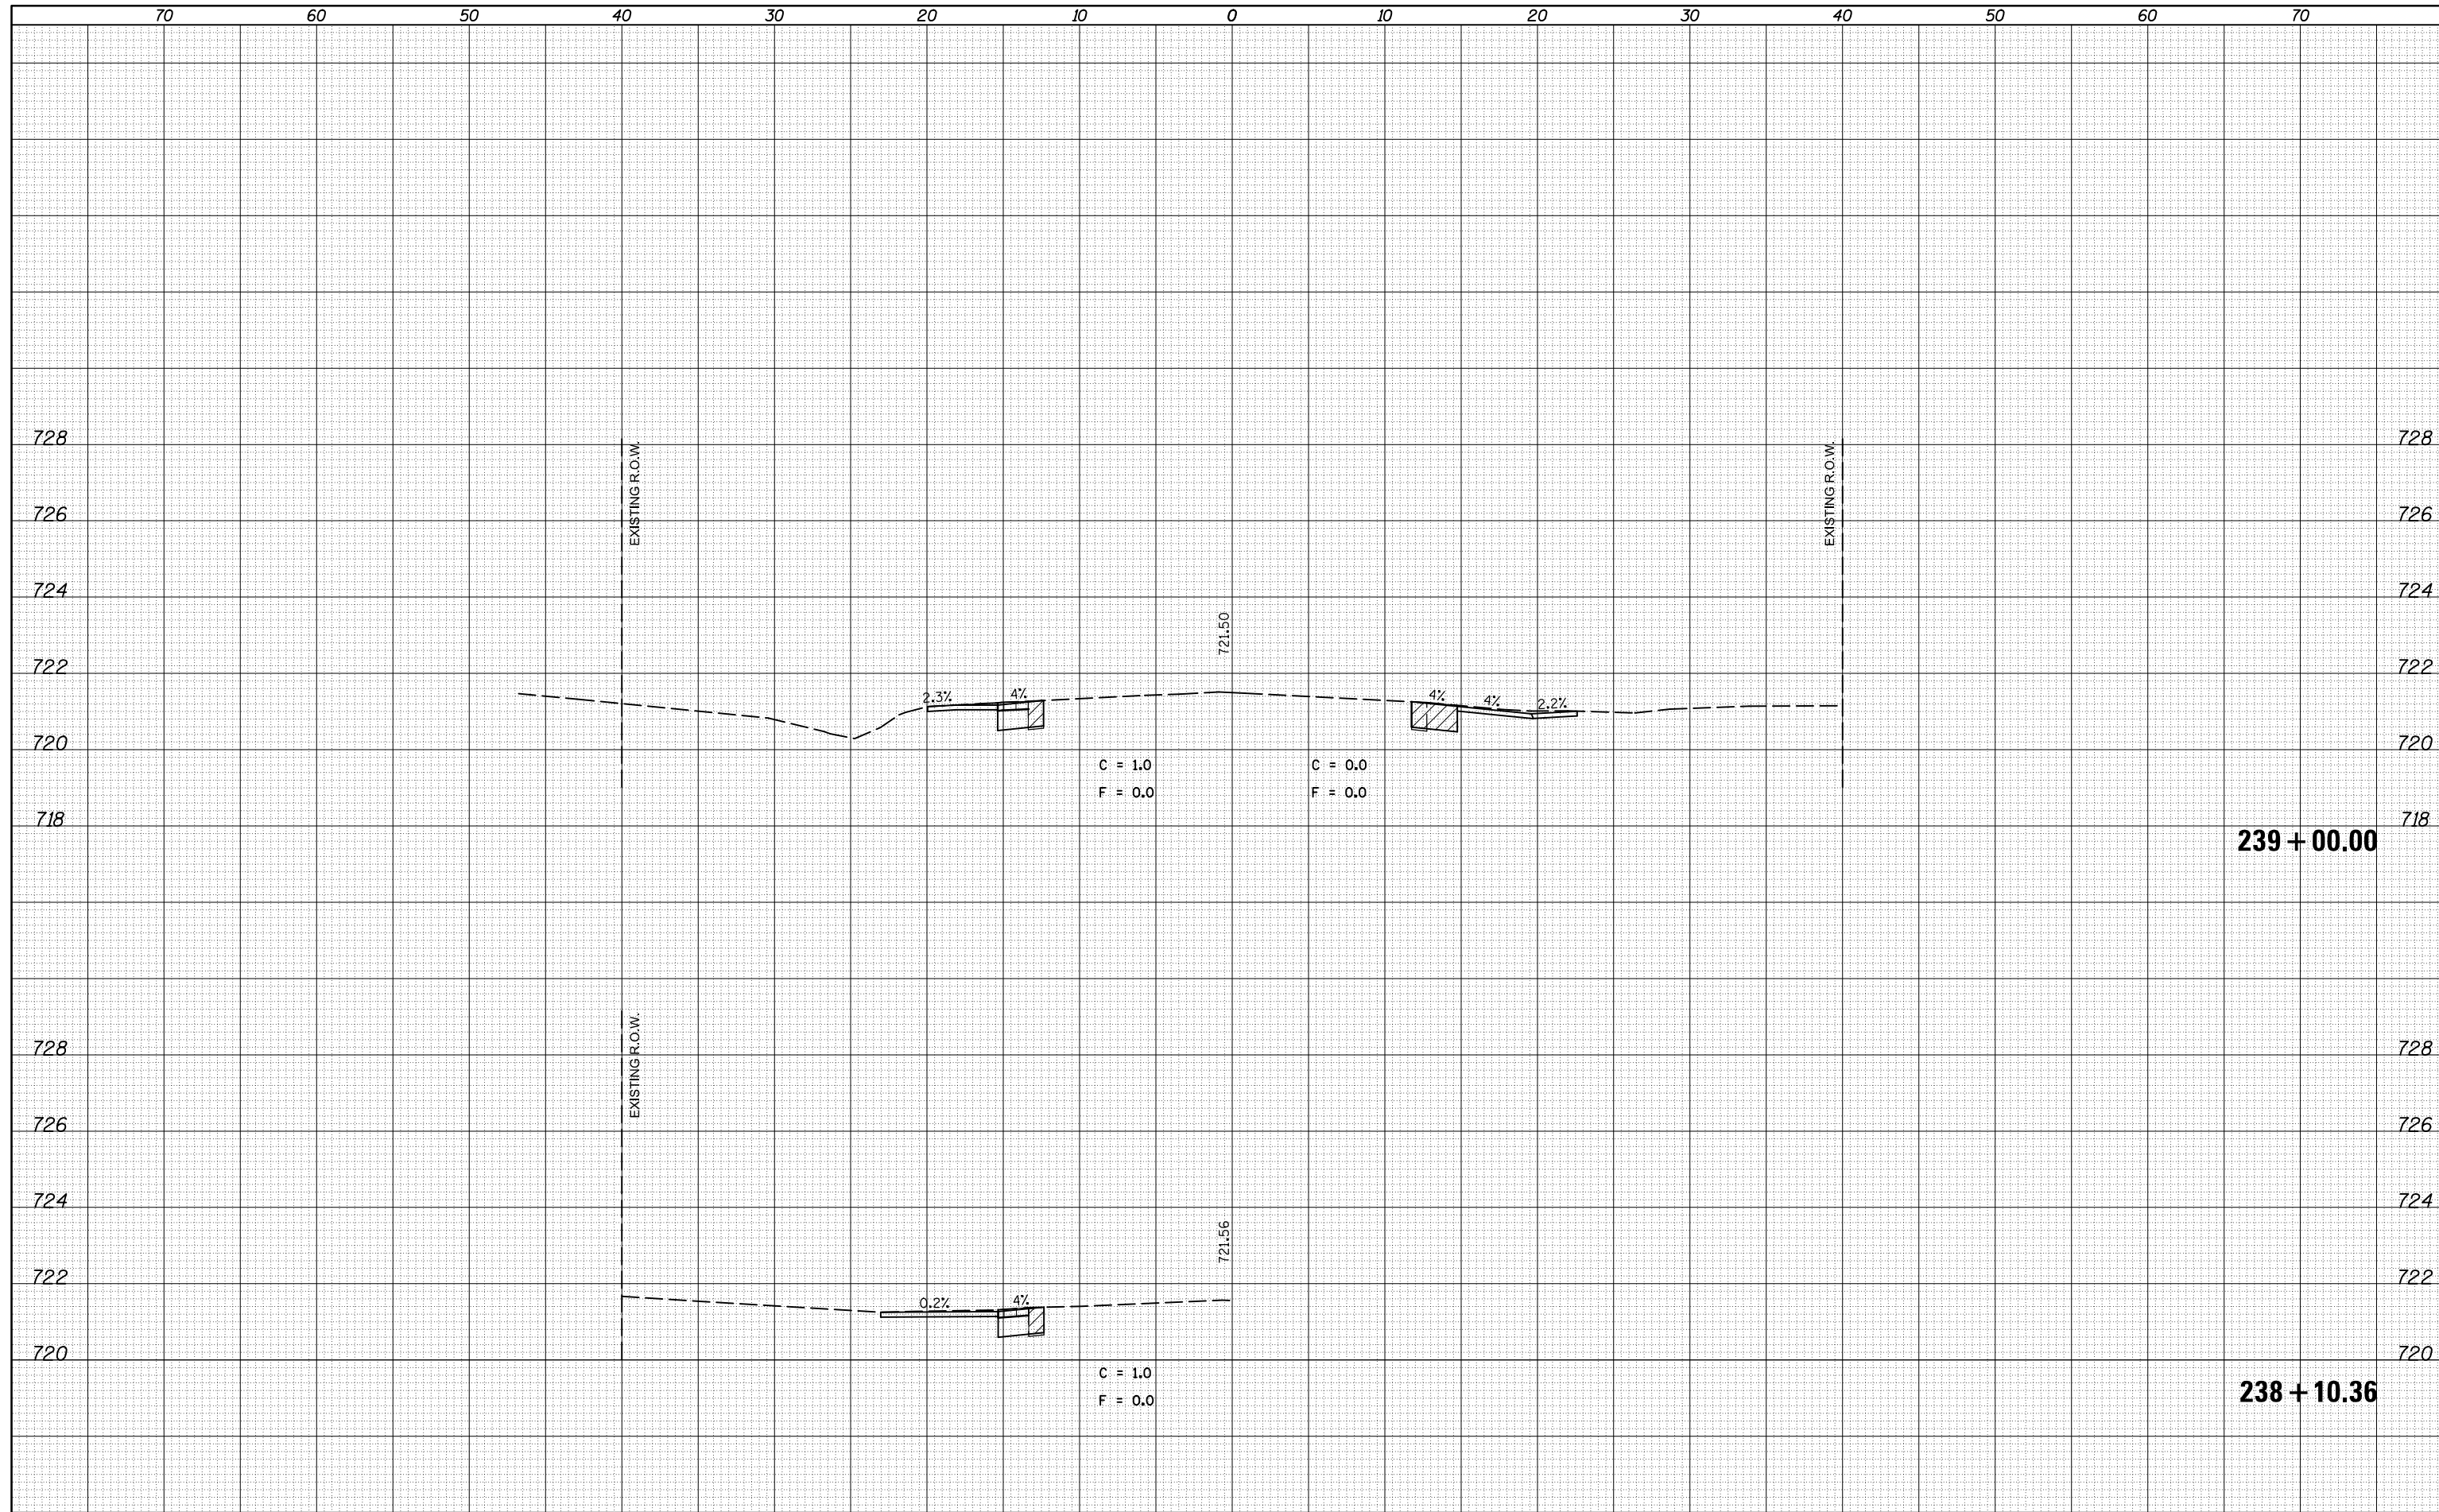 70 60 50 40 30 20 10 0 10 20 30 40 50 60 70
728 EXISTING R.O.W. EXISTING R.O.W. 728
726 726
724 724
721.50
722 722
2.3% 4% 4% 4% 2.2%
720 720
C = 1.0 C = 0.0
F = 0.0 F = 0.0
718 718
239+00.00
EXISTING R.O.W.
728 728
726 726
724 724
721.56
722 722
0.2% 4%
720 720
C = 1.0
F = 0.0
238+10.36